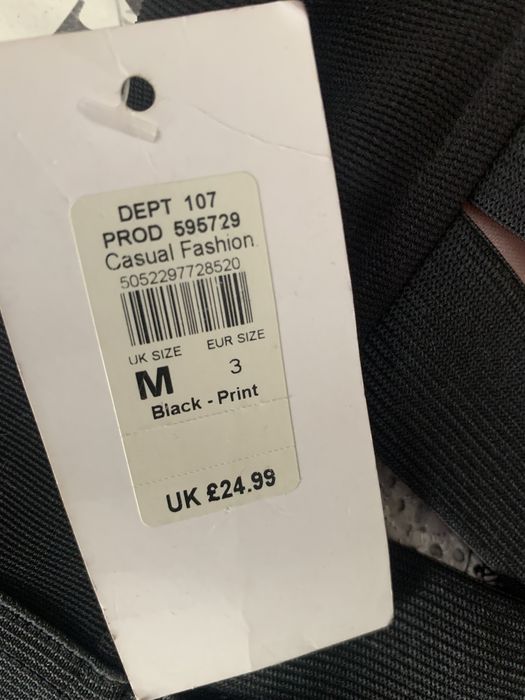 DEPT 107
PROD 595729
Casual Fashion.
5052297728520
UK SIZE EUR SIZE
M 3
Black - Print
UK £24.99